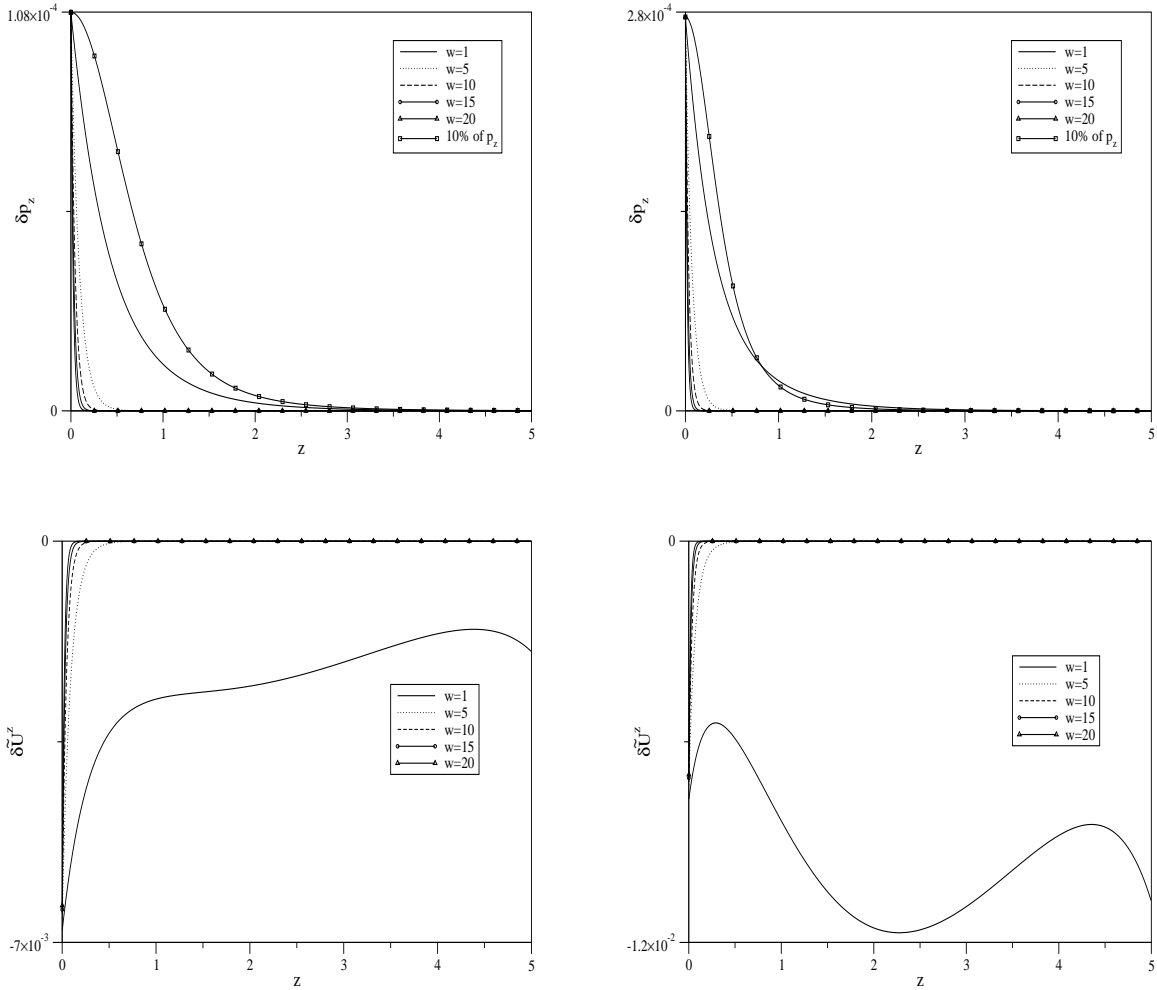 1.08×10⁻⁴
δp_z
0
0 1 2 3 4 5
z
w=1
w=5
w=10
w=15
w=20
10% of p_z
2.8×10⁻⁴
δp_z
0
0 1 2 3 4 5
z
w=1
w=5
w=10
w=15
w=20
10% of p_z
0
δŨ^z
-7×10⁻³
0 1 2 3 4 5
z
w=1
w=5
w=10
w=15
w=20
0
δŨ^z
-1.2×10⁻²
0 1 2 3 4 5
z
w=1
w=5
w=10
w=15
w=20